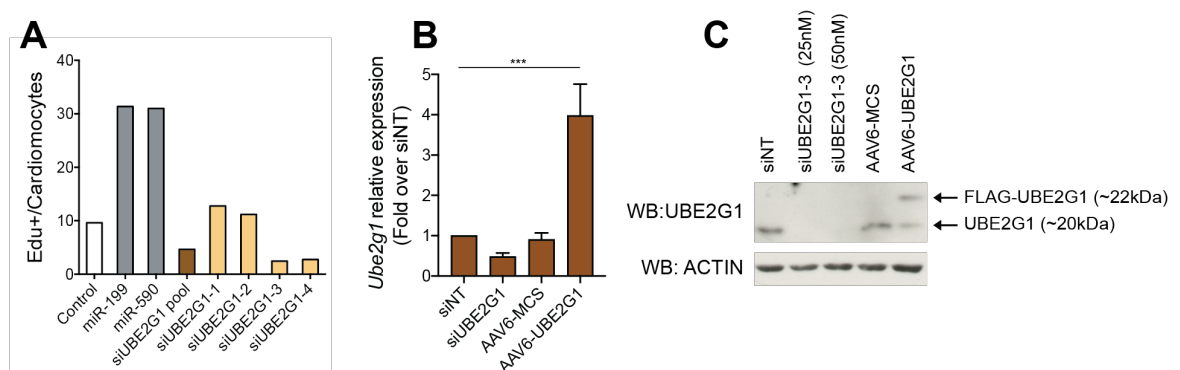 A
Edu+/Cardiomocytes
40
30
20
10
0
Control
miR-199
miR-590
siUBE2G1 pool
siUBE2G1-1
siUBE2G1-2
siUBE2G1-3
siUBE2G1-4
B
Ube2g1 relative expression
(Fold over siNT)
***
5
4
3
2
1
0
siNT
siUBE2G1
AAV6-MCS
AAV6-UBE2G1
C
siNT
siUBE2G1-3 (25nM)
siUBE2G1-3 (50nM)
AAV6-MCS
AAV6-UBE2G1
WB:UBE2G1
FLAG-UBE2G1 (~22kDa)
UBE2G1 (~20kDa)
WB: ACTIN